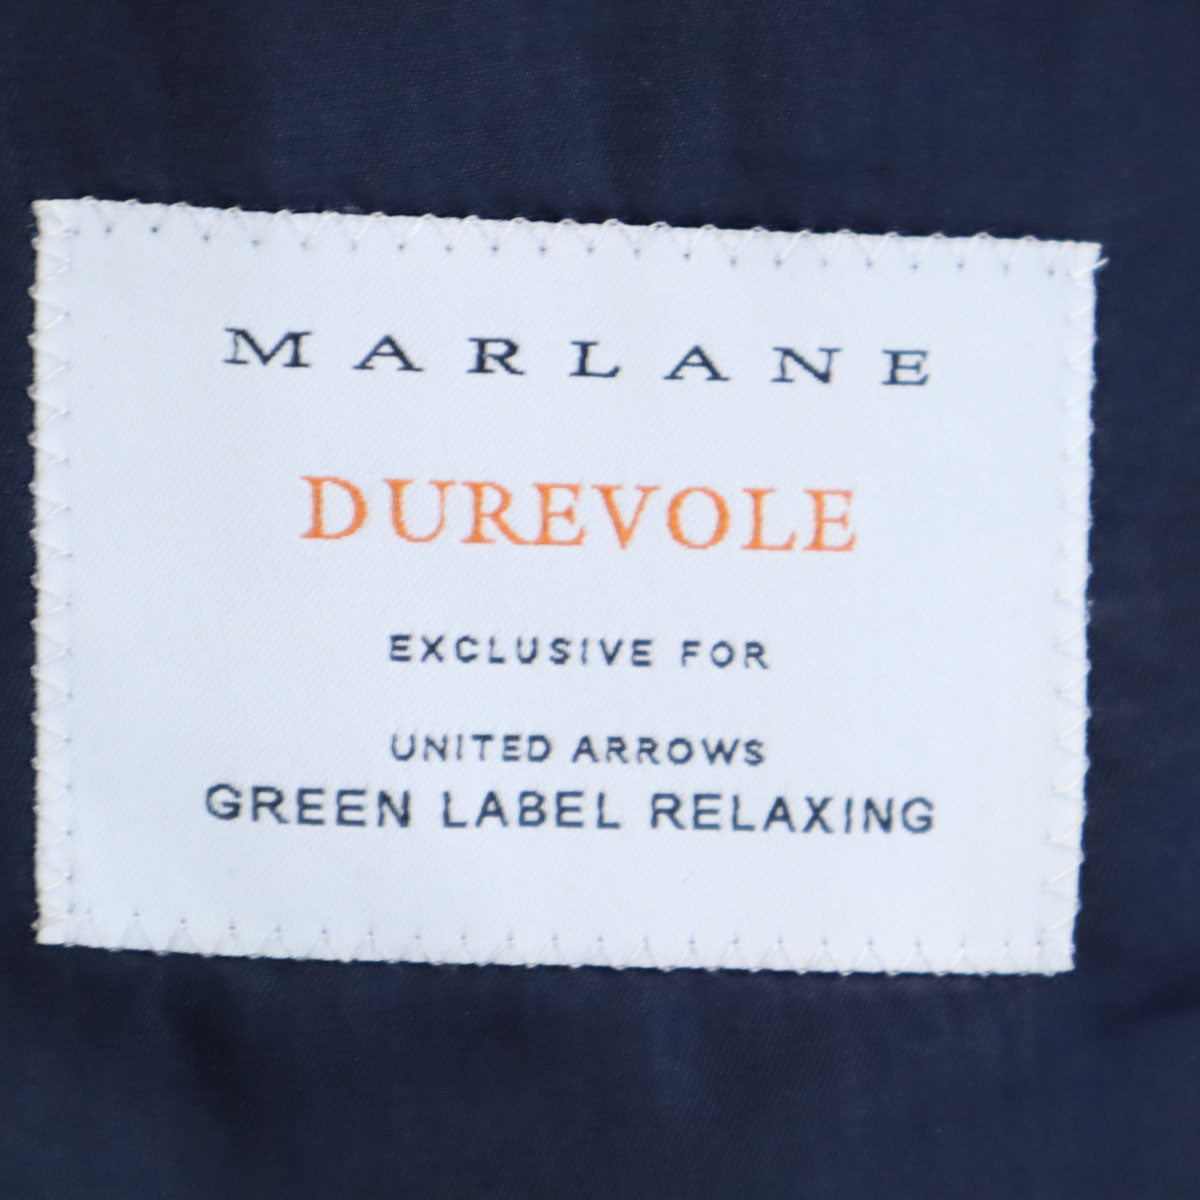 MARLANE
DUREVOLE
EXCLUSIVE FOR
UNITED ARROWS
GREEN LABEL RELAXING